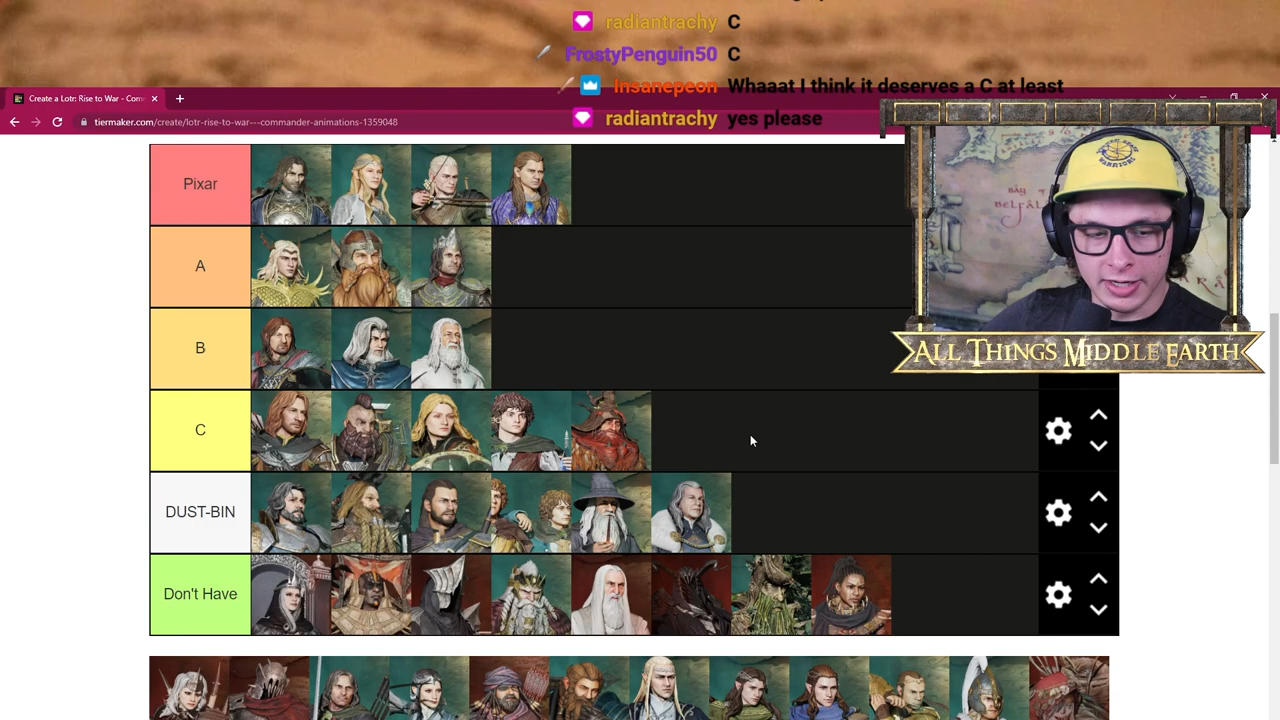 radiantrachy C
FrostyPenguin50 C
Insanepeon Whaaat I think it deserves a C at least
radiantrachy yes please
Create a Lotr: Rise to War - Com
tiermaker.com/create/lotr-rise-to-war---commander-animations-1359048
Pixar
A
B
C
DUST-BIN
Don't Have
ALL THINGS MIDDLE EARTH